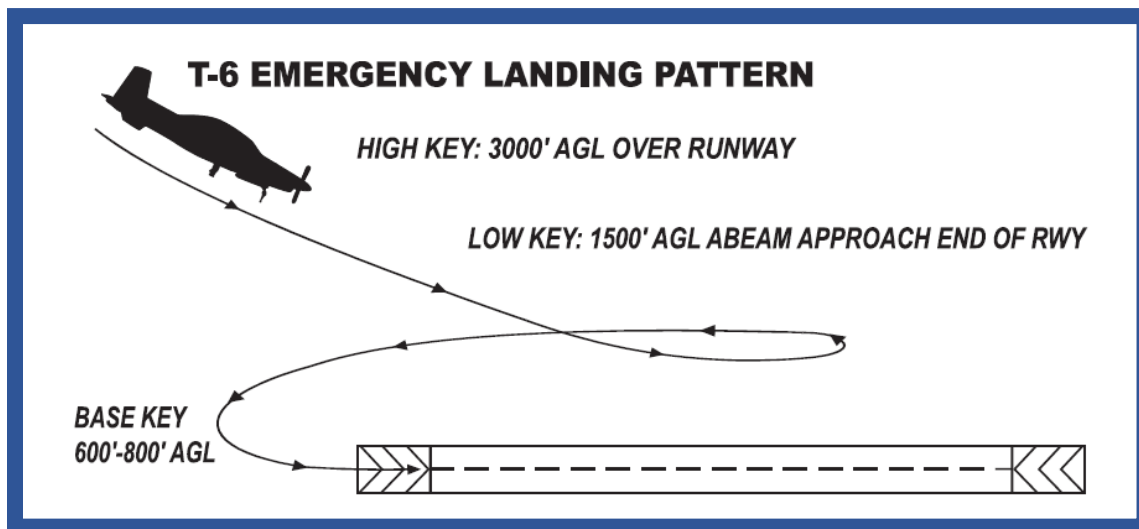 T-6 EMERGENCY LANDING PATTERN
HIGH KEY: 3000' AGL OVER RUNWAY
LOW KEY: 1500' AGL ABEAM APPROACH END OF RWY
BASE KEY
600'-800' AGL